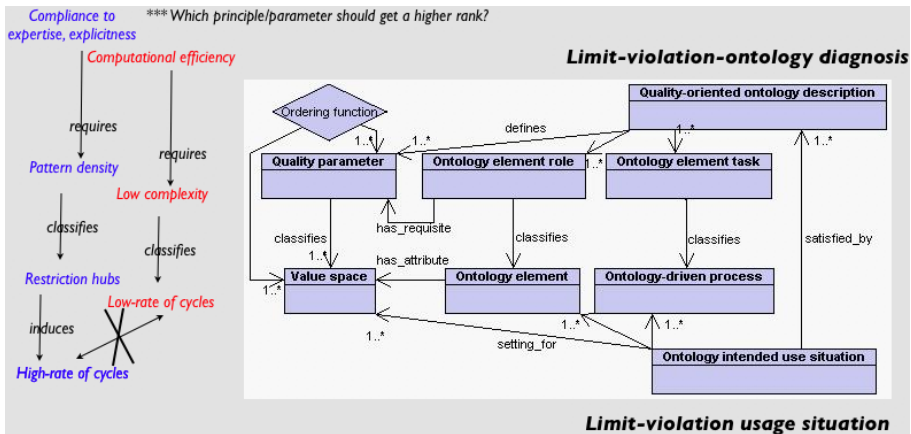 Compliance to
expertise, explicitness
*** Which principle/parameter should get a higher rank?
Computational efficiency
Limit-violation-ontology diagnosis
requires
requires
Pattern density
Low complexity
classifies
classifies
Restriction hubs
Low-rate of cycles
induces
High-rate of cycles
Ordering function
Quality-oriented ontology description
1..*
1..*
defines
1..*
1..*
1..*
Quality parameter
Ontology element role
Ontology element task
has_requisite
classifies
classifies
classifies
satisfied_by
has_attribute
1..*
1..*
Value space
Ontology element
Ontology-driven process
1..*
1..*
1..*
setting_for
Ontology intended use situation
Limit-violation usage situation